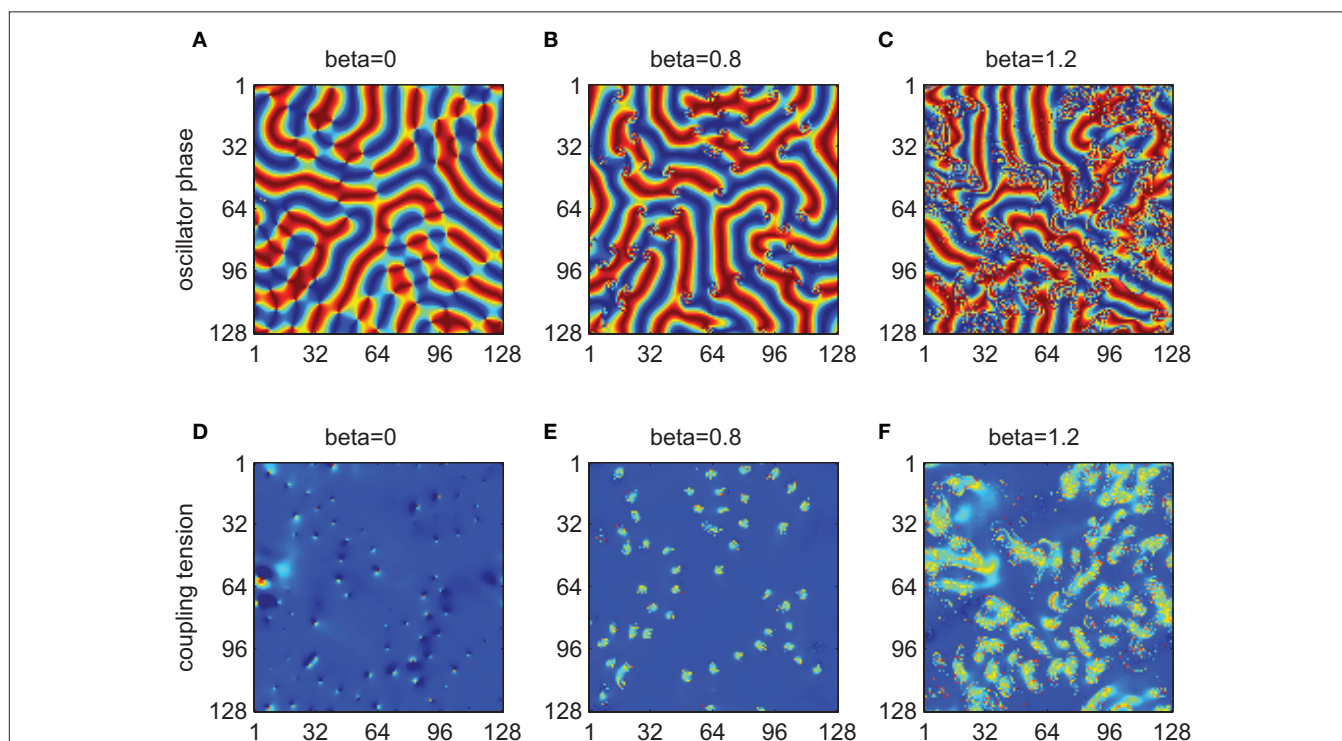 A B C
beta=0 beta=0.8 beta=1.2
oscillator phase
1 1 1
32 32 32
64 64 64
96 96 96
128 128 128
1 32 64 96 128 1 32 64 96 128 1 32 64 96 128
D E F
beta=0 beta=0.8 beta=1.2
coupling tension
1 1 1
32 32 32
64 64 64
96 96 96
128 128 128
1 32 64 96 128 1 32 64 96 128 1 32 64 96 128